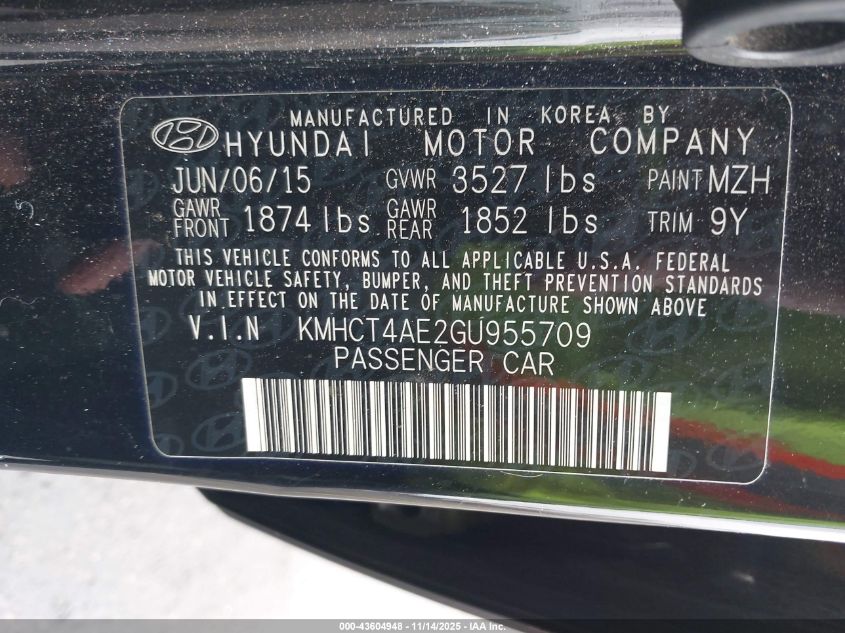 MANUFACTURED IN KOREA BY
HYUNDAI MOTOR COMPANY
JUN/06/15 GVWR 3527 lbs PAINT MZH
GAWR FRONT 1874 lbs GAWR REAR 1852 lbs TRIM 9Y
THIS VEHICLE CONFORMS TO ALL APPLICABLE U.S.A. FEDERAL
MOTOR VEHICLE SAFETY, BUMPER, AND THEFT PREVENTION STANDARDS
IN EFFECT ON THE DATE OF MANUFACTURE SHOWN ABOVE
V.I.N KMHCT4AE2GU955709
PASSENGER CAR
000-43604948 - 11/14/2025 - IAA Inc.